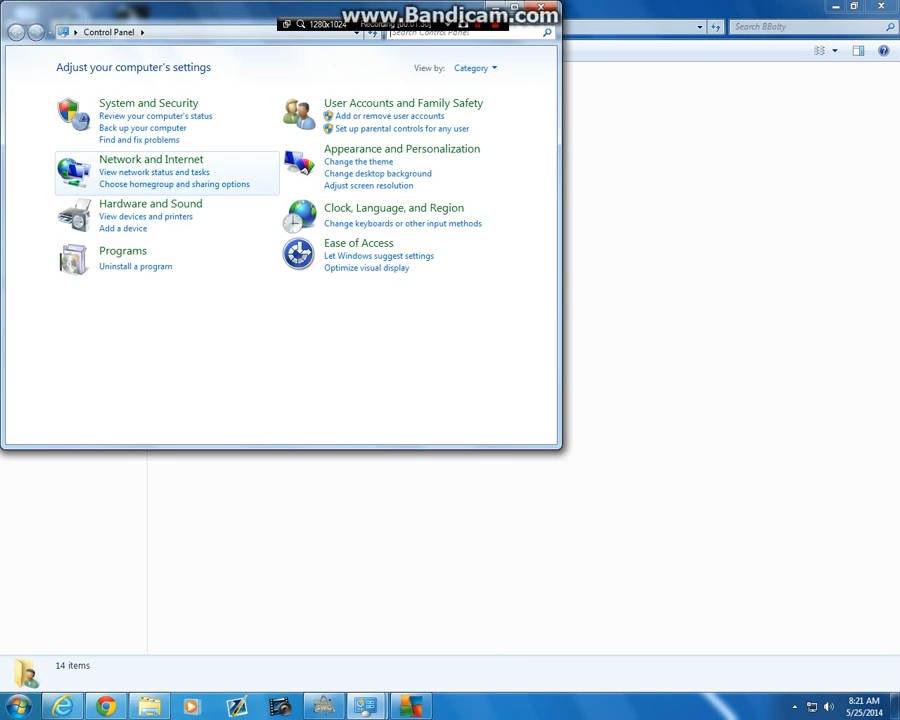 www.Bandicam.com
1280x1024
Control Panel
Search Control Panel
Search BBolty
Adjust your computer's settings
View by:
Category
System and Security
Review your computer's status
Back up your computer
Find and fix problems
Network and Internet
View network status and tasks
Choose homegroup and sharing options
Hardware and Sound
View devices and printers
Add a device
Programs
Uninstall a program
User Accounts and Family Safety
Add or remove user accounts
Set up parental controls for any user
Appearance and Personalization
Change the theme
Change desktop background
Adjust screen resolution
Clock, Language, and Region
Change keyboards or other input methods
Ease of Access
Let Windows suggest settings
Optimize visual display
14 items
8:21 AM
5/25/2014